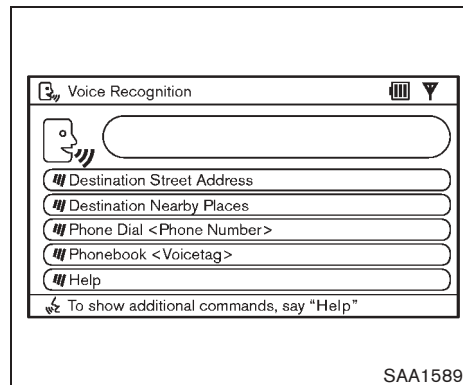 Voice Recognition
Destination Street Address
Destination Nearby Places
Phone Dial <Phone Number>
Phonebook <Voicetag>
Help
To show additional commands, say “Help”
SAA1589